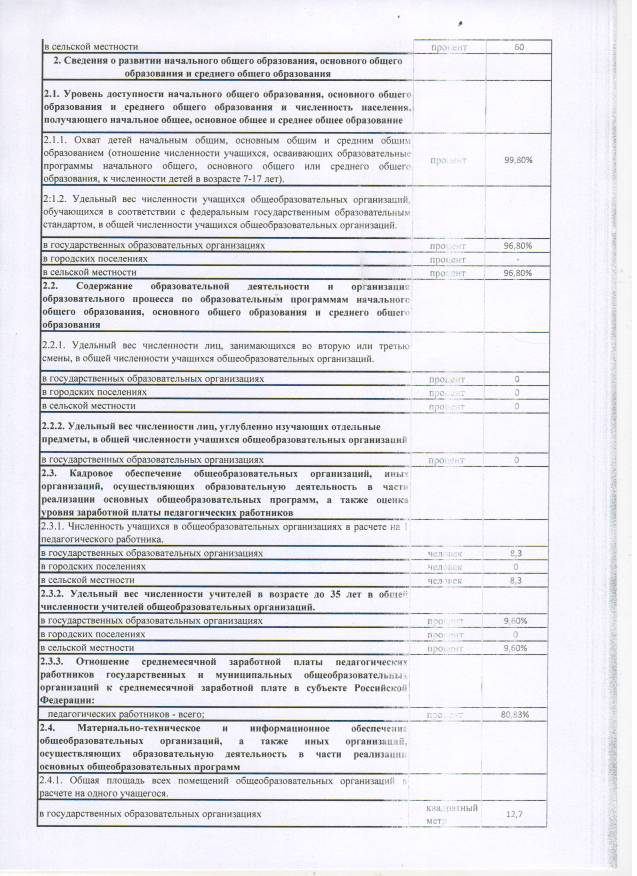 в сельской местности процент 60
2. Сведения о развитии начального общего образования, основного общего
образования и среднего общего образования
2.1. Уровень доступности начального общего образования, основного общего
образования и среднего общего образования и численность населения,
получающего начальное общее, основное общее и среднее общее образование
2.1.1. Охват детей начальным общим, основным общим и средним общим
образованием (отношение численности учащихся, осваивающих образовательные
программы начального общего, основного общего или среднего общего
образования, к численности детей в возрасте 7-17 лет). процент 99,80%
2:1.2. Удельный вес численности учащихся общеобразовательных организаций,
обучающихся в соответствии с федеральным государственным образовательным
стандартом, в общей численности учащихся общеобразовательных организаций.
в государственных образовательных организациях процент 96,80%
в городских поселениях процент -
в сельской местности процент 96,80%
2.2. Содержание образовательной деятельности и организация
образовательного процесса по образовательным программам начального
общего образования, основного общего образования и среднего общего
образования
2.2.1. Удельный вес численности лиц, занимающихся во вторую или третью
смены, в общей численности учащихся общеобразовательных организаций.
в государственных образовательных организациях процент 0
в городских поселениях процент 0
в сельской местности процент 0
2.2.2. Удельный вес численности лиц, углубленно изучающих отдельные
предметы, в общей численности учащихся общеобразовательных организаций
в государственных образовательных организациях процент 0
2.3. Кадровое обеспечение общеобразовательных организаций, иных
организаций, осуществляющих образовательную деятельность в части
реализации основных общеобразовательных программ, а также оценка
уровня заработной платы педагогических работников
2.3.1. Численность учащихся в общеобразовательных организациях в расчете на 1
педагогического работника.
в государственных образовательных организациях человек 8,3
в городских поселениях человек 0
в сельской местности человек 8,3
2.3.2. Удельный вес численности учителей в возрасте до 35 лет в общей
численности учителей общеобразовательных организаций.
в государственных образовательных организациях процент 9,60%
в городских поселениях процент 0
в сельской местности процент 9,60%
2.3.3. Отношение среднемесячной заработной платы педагогических
работников государственных и муниципальных общеобразовательных
организаций к среднемесячной заработной плате в субъекте Российской
Федерации:
педагогических работников - всего; процент 80,83%
2.4. Материально-техническое и информационное обеспечение
общеобразовательных организаций, а также иных организаций,
осуществляющих образовательную деятельность в части реализации
основных общеобразовательных программ
2.4.1. Общая площадь всех помещений общеобразовательных организаций в
расчете на одного учащегося.
в государственных образовательных организациях квадратный метр 12,7